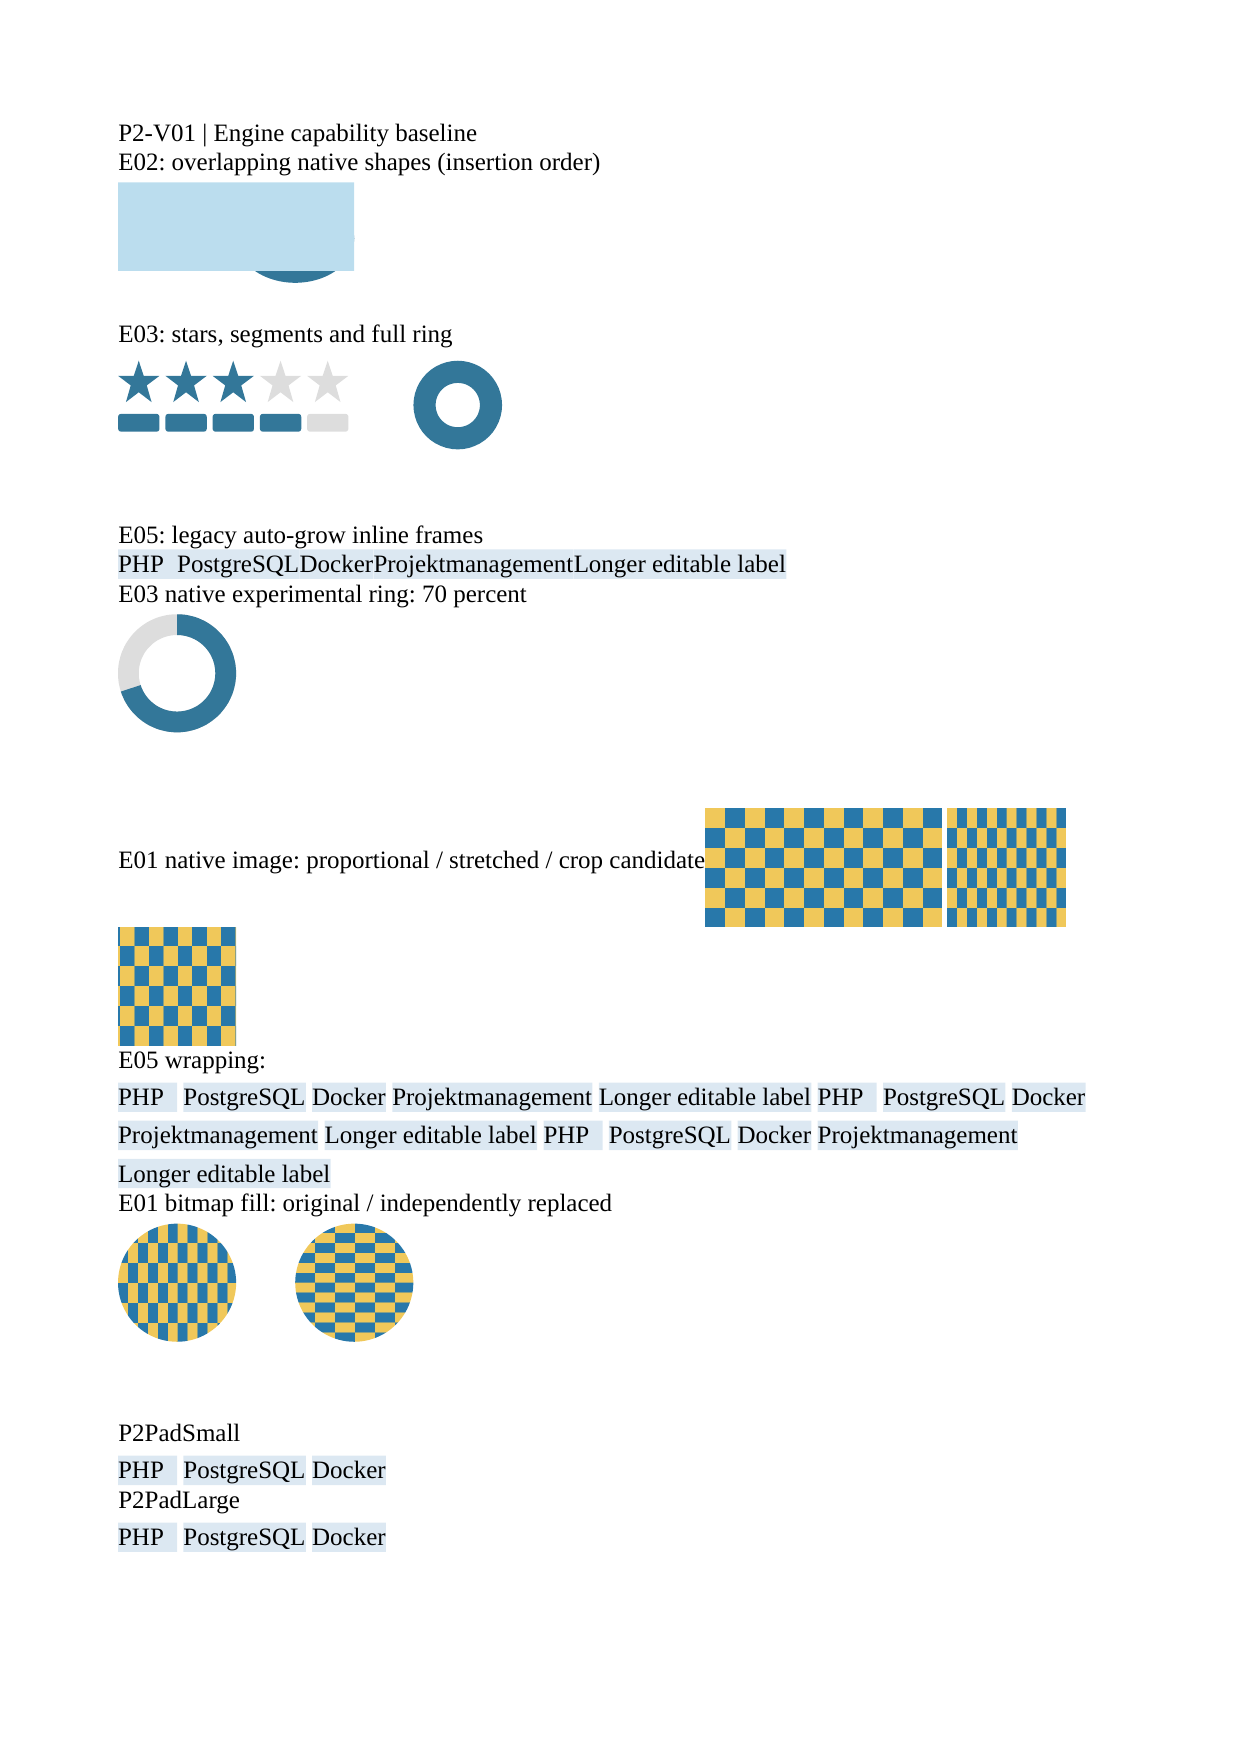 P2-V01 | Engine capability baseline
E02: overlapping native shapes (insertion order)
E03: stars, segments and full ring
E05: legacy auto-grow inline frames
PHP PostgreSQLDockerProjektmanagementLonger editable label
E03 native experimental ring: 70 percent
E01 native image: proportional / stretched / crop candidate
E05 wrapping:
PHP PostgreSQL Docker Projektmanagement Longer editable label PHP PostgreSQL Docker
Projektmanagement Longer editable label PHP PostgreSQL Docker Projektmanagement
Longer editable label
E01 bitmap fill: original / independently replaced
P2PadSmall
PHP PostgreSQL Docker
P2PadLarge
PHP PostgreSQL Docker